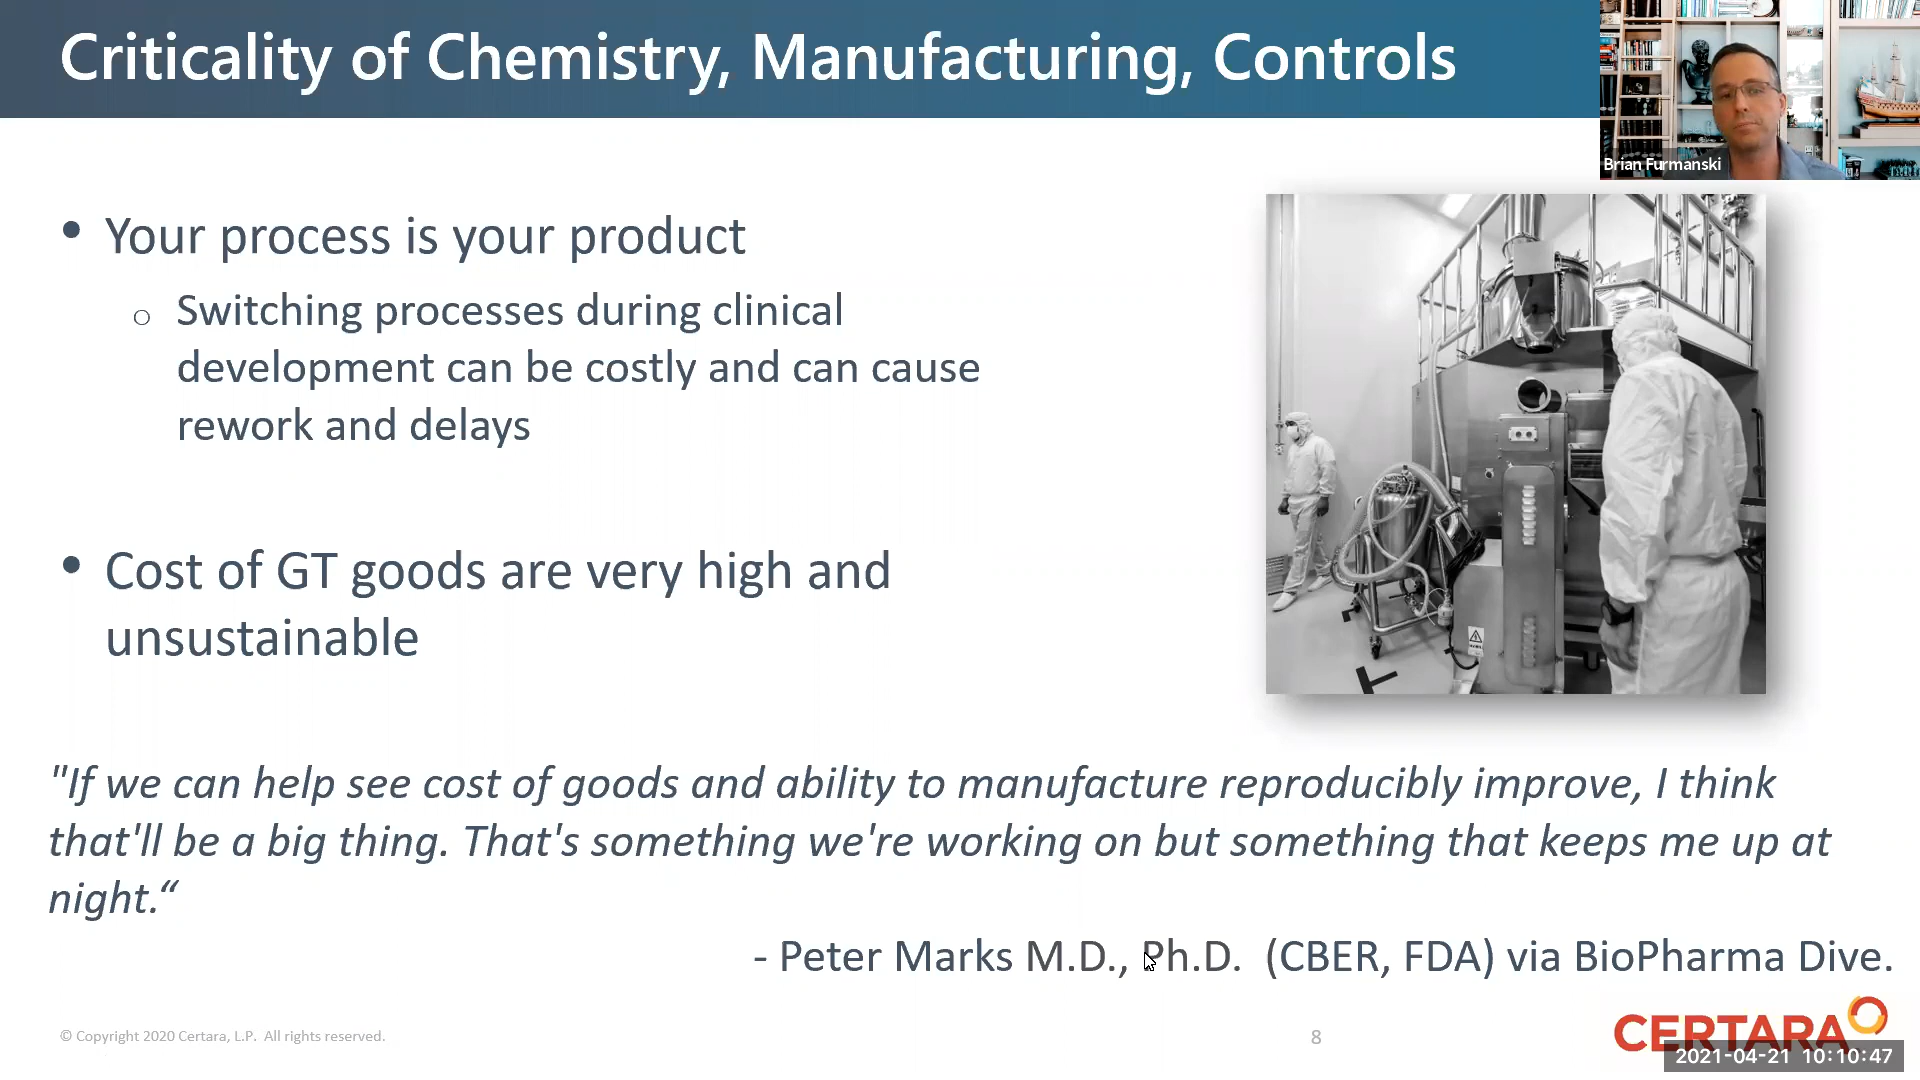 Criticality of Chemistry, Manufacturing, Controls
Brian Furmanski
• Your process is your product
o Switching processes during clinical
development can be costly and can cause
rework and delays
• Cost of GT goods are very high and
unsustainable
"If we can help see cost of goods and ability to manufacture reproducibly improve, I think
that'll be a big thing. That's something we're working on but something that keeps me up at
night.“
- Peter Marks M.D., Ph.D. (CBER, FDA) via BioPharma Dive.
© Copyright 2020 Certara, L.P. All rights reserved.
8
CERTARA
2021-04-21 10:10:47